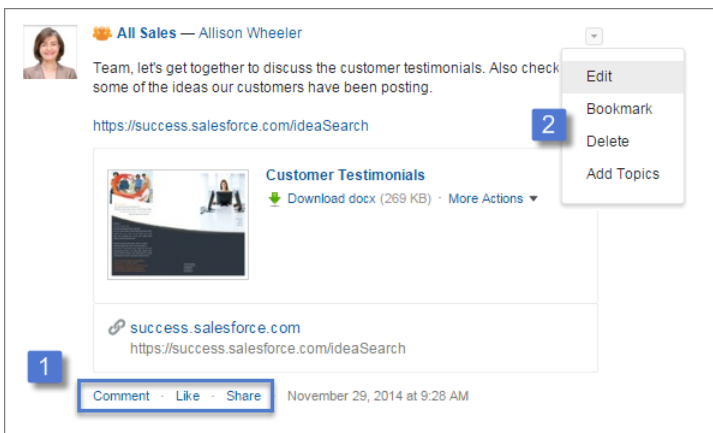 All Sales — Allison Wheeler
Team, let's get together to discuss the customer testimonials. Also check
some of the ideas our customers have been posting.
https://success.salesforce.com/ideaSearch
Edit
Bookmark
2
Delete
Add Topics
Customer Testimonials
Download docx (269 KB) · More Actions ▼
success.salesforce.com
https://success.salesforce.com/ideaSearch
1
Comment · Like · Share · November 29, 2014 at 9:28 AM